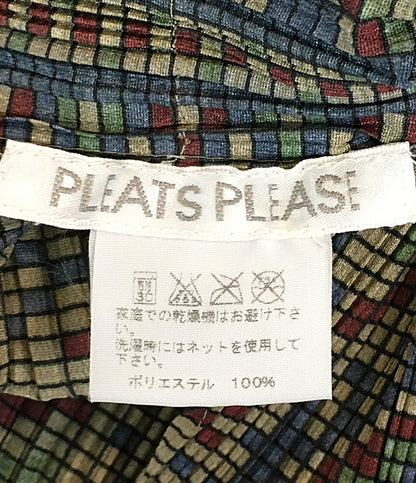 PLEATS PLEASE
家庭での乾燥機はお避け下さ
い。
洗濯時にはネットを使用して
下さい。
ポリエステル 100%